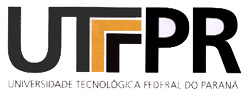 UTFPR
UNIVERSIDADE TECNOLÓGICA FEDERAL DO PARANÁ